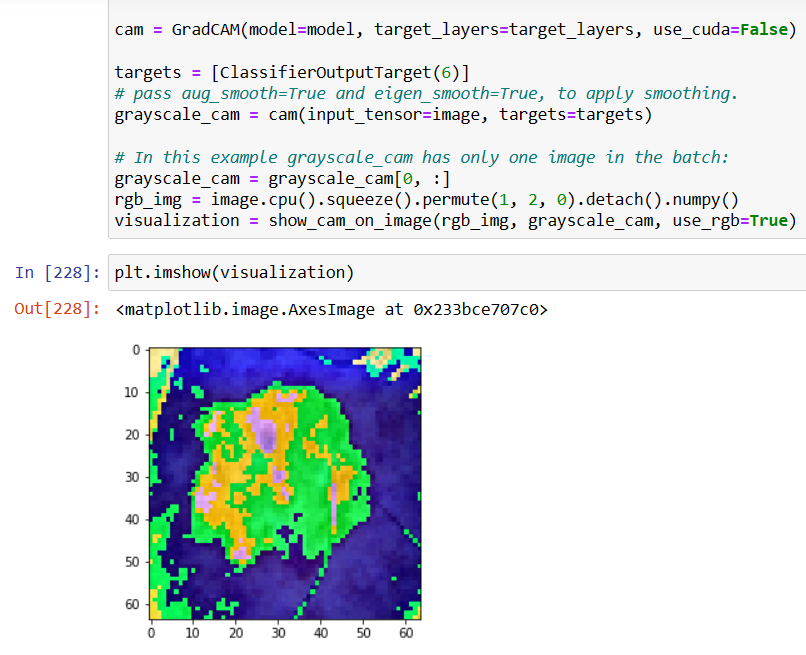 cam = GradCAM(model=model, target_layers=target_layers, use_cuda=False)
targets = [ClassifierOutputTarget(6)]
# pass aug_smooth=True and eigen_smooth=True, to apply smoothing.
grayscale_cam = cam(input_tensor=image, targets=targets)
# In this example grayscale_cam has only one image in the batch:
grayscale_cam = grayscale_cam[0, :]
rgb_img = image.cpu().squeeze().permute(1, 2, 0).detach().numpy()
visualization = show_cam_on_image(rgb_img, grayscale_cam, use_rgb=True)
In [228]: plt.imshow(visualization)
Out[228]: <matplotlib.image.AxesImage at 0x233bce707c0>
0
10
20
30
40
50
60
0 10 20 30 40 50 60